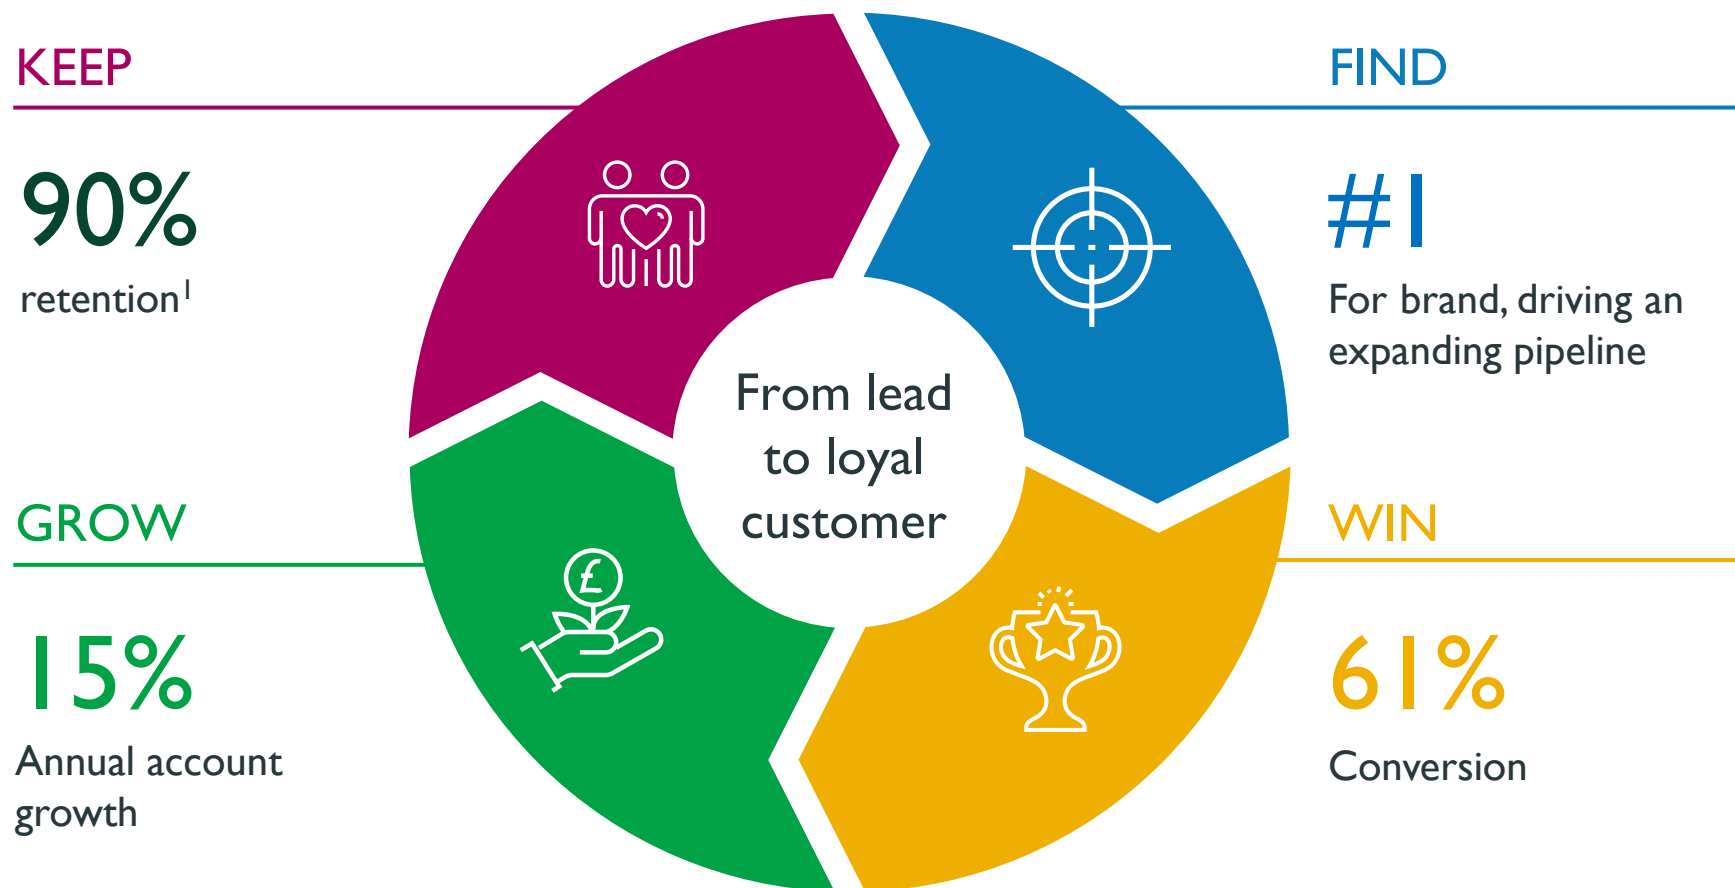 KEEP
90%
retention¹
FIND
#1
For brand, driving an
expanding pipeline
From lead
to loyal
customer
GROW
£
15%
Annual account
growth
WIN
61%
Conversion